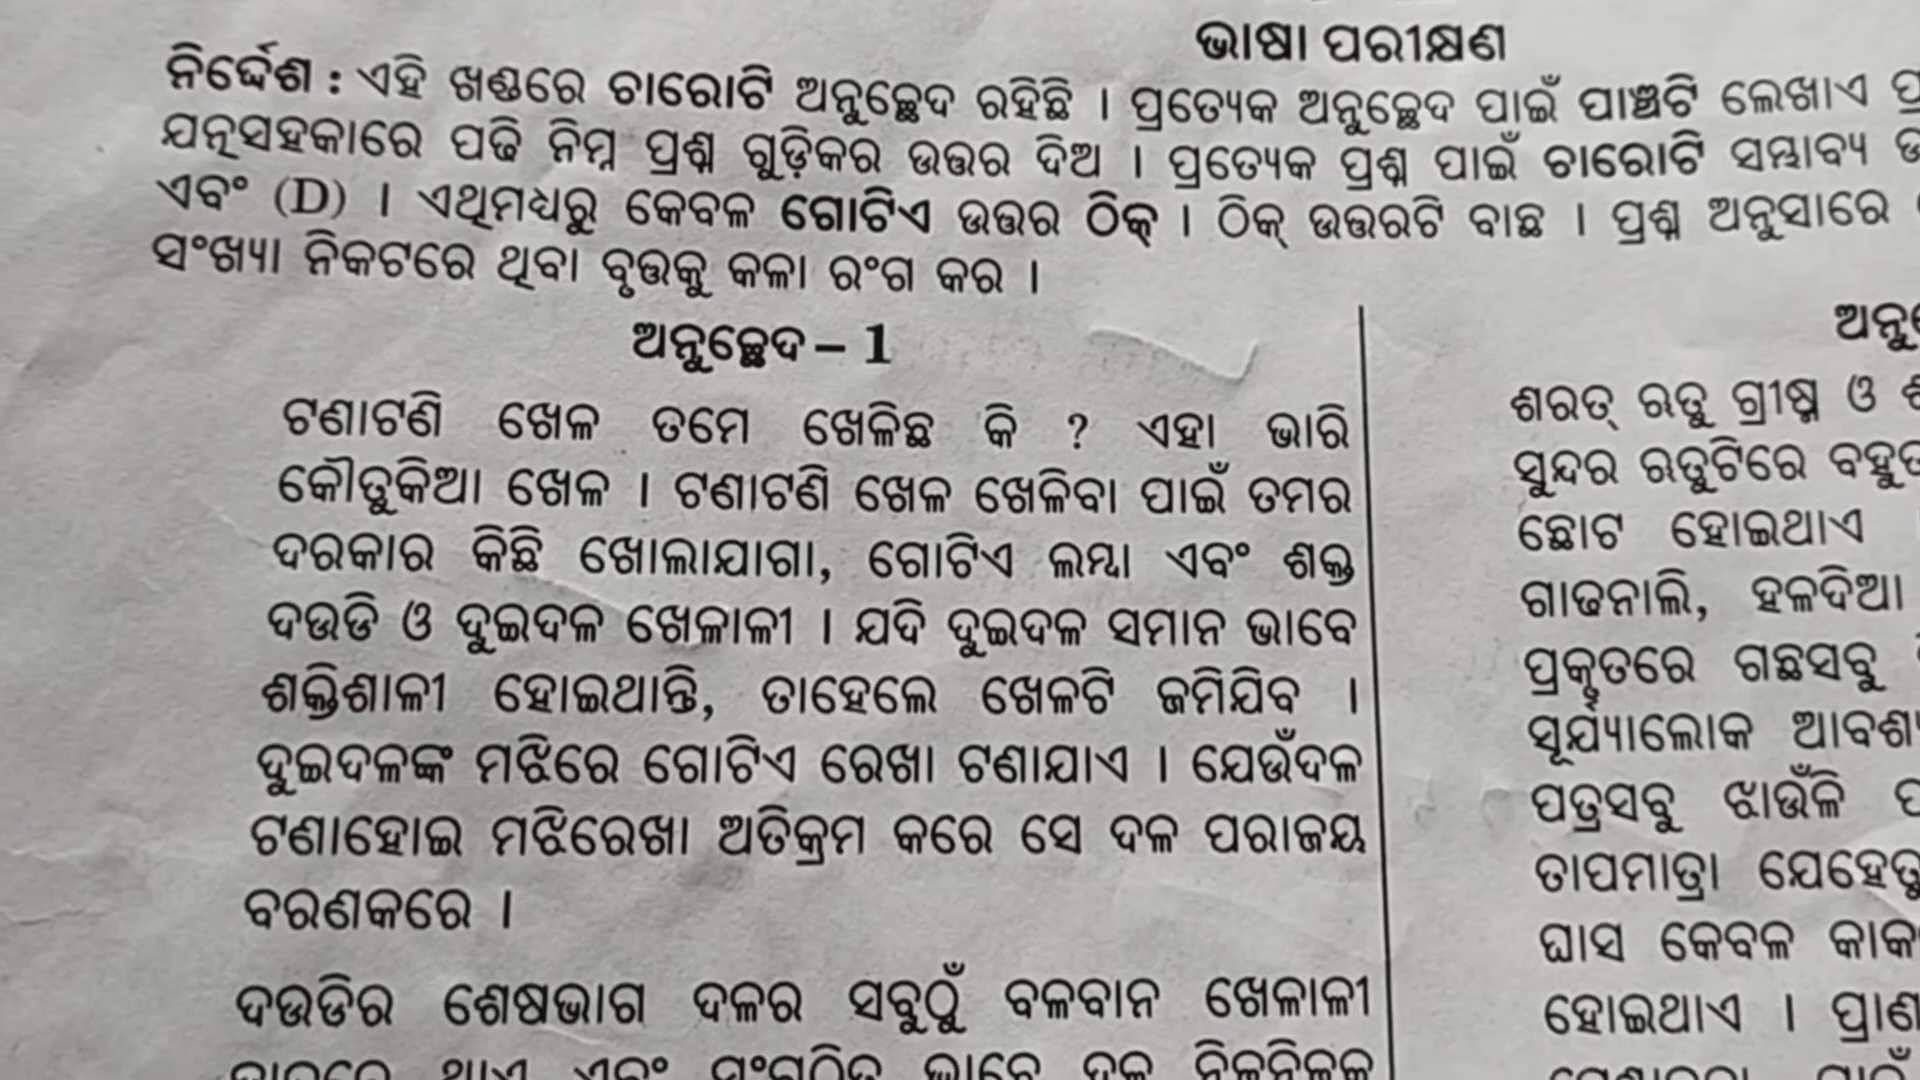 ଭାଷା ପରୀକ୍ଷଣ
ନିର୍ଦ୍ଦେଶ : ଏହି ଖଣ୍ଡରେ ଚାରୋଟି ଅନୁଚ୍ଛେଦ ରହିଛି । ପ୍ରତ୍ୟେକ ଅନୁଚ୍ଛେଦ ପାଇଁ ପାଞ୍ଚଟି ଲେଖାଏ
ଯତ୍ନସହକାରେ ପଢି ନିମ୍ନ ପ୍ରଶ୍ନ ଗୁଡ଼ିକର ଉତ୍ତର ଦିଅ । ପ୍ରତ୍ୟେକ ପ୍ରଶ୍ନ ପାଇଁ ଚାରୋଟି ସମ୍ଭାବ୍ୟ
ଏବଂ (D) । ଏଥିମଧ୍ୟରୁ କେବଳ ଗୋଟିଏ ଉତ୍ତର ଠିକ୍ । ଠିକ୍ ଉତ୍ତରଟି ବାଛ । ପ୍ରଶ୍ନ ଅନୁସାରେ
ସଂଖ୍ୟା ନିକଟରେ ଥିବା ବୃତ୍ତକୁ କଳା ରଂଗ କର ।
ଅନୁଚ୍ଛେଦ – 1
ଟଣାଟଣି ଖେଳ ତମେ ଖେଳିଛ କି ? ଏହା ଭାରି
କୌତୁକିଆ ଖେଳ । ଟଣାଟଣି ଖେଳ ଖେଳିବା ପାଇଁ ତମର
ଦରକାର କିଛି ଖୋଲାଯାଗା, ଗୋଟିଏ ଲମ୍ବା ଏବଂ ଶକ୍ତ
ଦଉଡି ଓ ଦୁଇଦଳ ଖେଳାଳୀ । ଯଦି ଦୁଇଦଳ ସମାନ ଭାବେ
ଶକ୍ତିଶାଳୀ ହୋଇଥାନ୍ତି, ତାହେଲେ ଖେଳଟି ଜମିଯିବ ।
ଦୁଇଦଳଙ୍କ ମଝିରେ ଗୋଟିଏ ରେଖା ଟଣାଯାଏ । ଯେଉଁଦଳ
ଟଣାହୋଇ ମଝିରେଖା ଅତିକ୍ରମ କରେ ସେ ଦଳ ପରାଜୟ
ବରଣକରେ ।
ଦଉଡିର ଶେଷଭାଗ ଦଳର ସବୁଠୁଁ ବଳବାନ ଖେଳାଳୀ
ଶରତ୍ ଋତୁ ଗ୍ରୀଷ୍ମ ଓ
ସୁନ୍ଦର ଋତୁଟିରେ
ଛୋଟ ହୋଇଥାଏ
ଗାଢନାଲି, ହଳଦିଆ
ପ୍ରକୃତରେ ଗଛସବୁ
ସୂର୍ଯ୍ୟାଲୋକ
ପତ୍ରସବୁ ଝାଉଁଳି
ତାପମାତ୍ରା
ଘାସ କେବଳ
ହୋଇଥାଏ ।